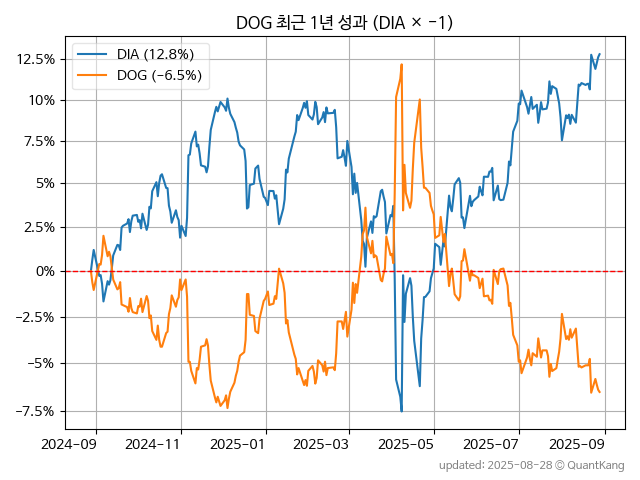 DOG 최근 1년 성과 (DIA × −1)
DIA (12.8%)
DOG (−6.5%)
12.5%
10%
7.5%
5%
2.5%
0%
−2.5%
−5%
−7.5%
2024-09 2024-11 2025-01 2025-03 2025-05 2025-07 2025-09
updated: 2025-08-28 © QuantKang